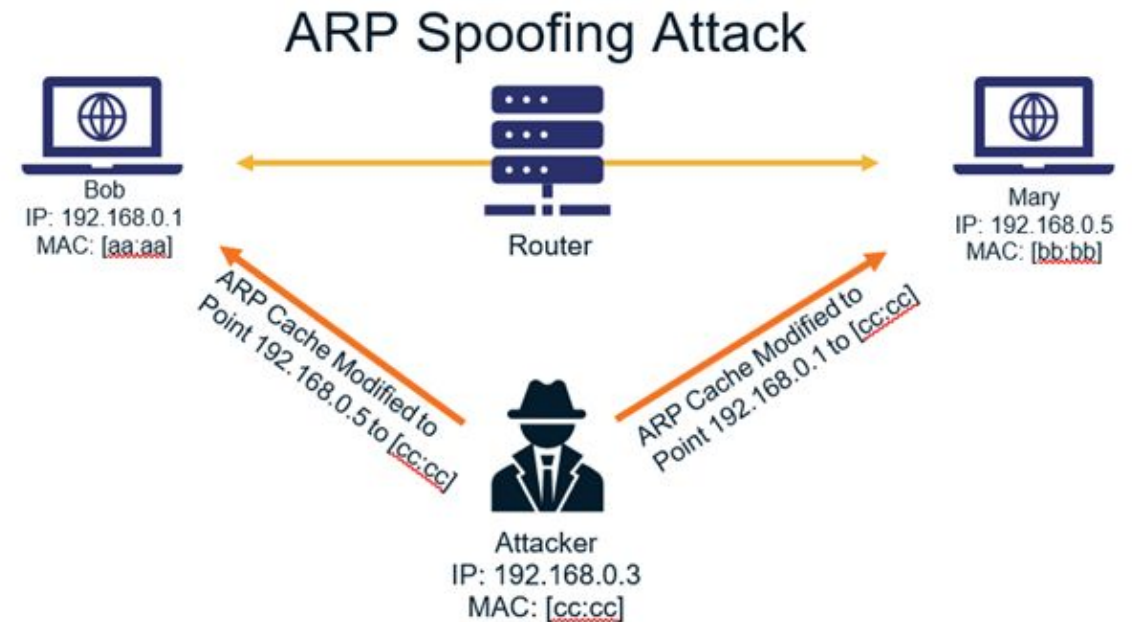 ARP Spoofing Attack
Bob
IP: 192.168.0.1
MAC: [aa:aa]
Router
Mary
IP: 192.168.0.5
MAC: [bb:bb]
ARP Cache Modified to
Point 192.168.0.5 to [cc:cc]
ARP Cache Modified to
Point 192.168.0.1 to [cc:cc]
Attacker
IP: 192.168.0.3
MAC: [cc:cc]